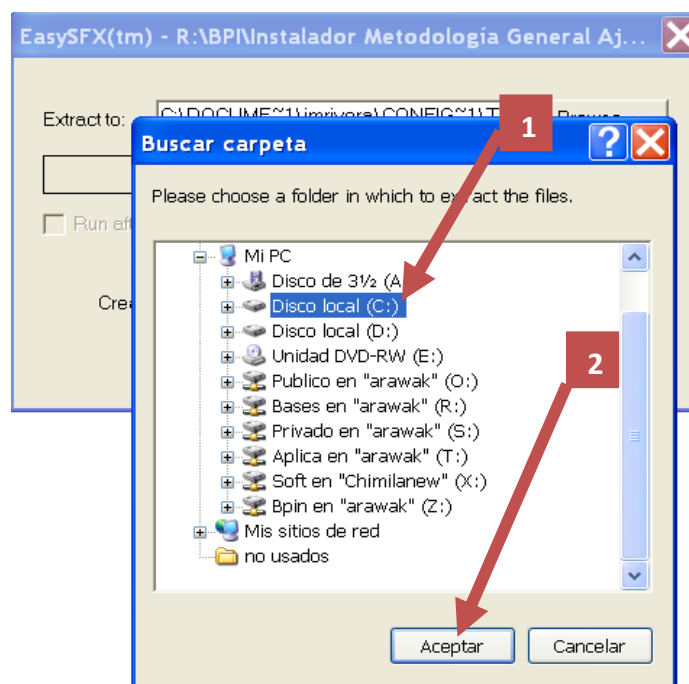 EasySFX(tm) - R:\BPI\Instalador Metodología General Aj...
Extract to:
1
Buscar carpeta
Please choose a folder in which to extract the files.
Run aft
Mi PC
Disco de 3½ (A
Crea
Disco local (C:)
Disco local (D:)
Unidad DVD-RW (E:)
2
Publico en "arawak" (O:)
Bases en "arawak" (R:)
Privado en "arawak" (S:)
Aplica en "arawak" (T:)
Soft en "Chimilanew" (X:)
Bpin en "arawak" (Z:)
Mis sitios de red
no usados
Aceptar Cancelar